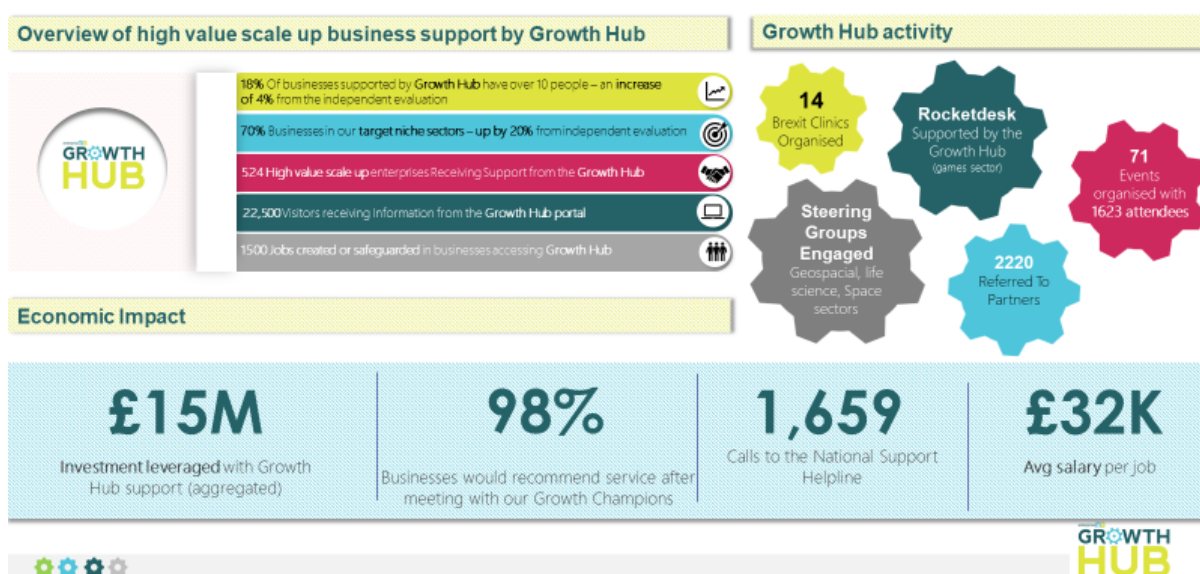 Overview of high value scale up business support by Growth Hub
GROWTH
HUB
18% Of businesses supported by Growth Hub have over 10 people – an increase
of 4% from the independent evaluation
70% Businesses in our target niche sectors – up by 20% from independent evaluation
524 High value scale up enterprises Receiving Support from the Growth Hub
22,500 Visitors receiving Information from the Growth Hub portal
1500 Jobs created or safeguarded in businesses accessing Growth Hub
Growth Hub activity
14
Brexit Clinics
Organised
Rocketdesk
Supported by the
Growth Hub
(games sector)
71
Events
organised with
1623 attendees
Steering
Groups
Engaged
Geospacial, life
science, Space
sectors
2220
Referred To
Partners
Economic Impact
£15M
Investment leveraged with Growth
Hub support (aggregated)
98%
Businesses would recommend service after
meeting with our Growth Champions
1,659
Calls to the National Support
Helpline
£32K
Avg salary per job
GROWTH
HUB